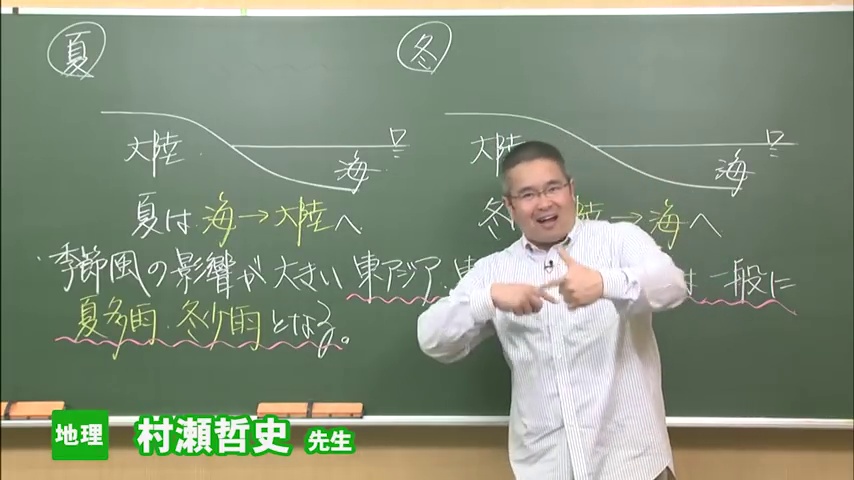 夏
冬
大陸
海
大陸
海
夏は海→大陸へ
冬 陸→海へ
・季節風の影響が大きい東アジア・東 は一般に
夏多雨・冬少雨となる。
地理 村瀬哲史 先生